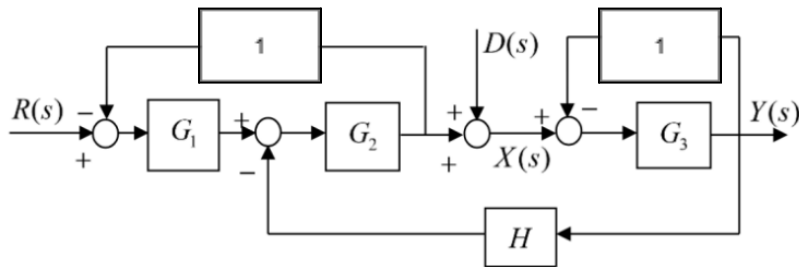 1
D(s)
1
R(s)
−
+
G₁
+
−
G₂
+
+
X(s)
+
−
G₃
Y(s)
H